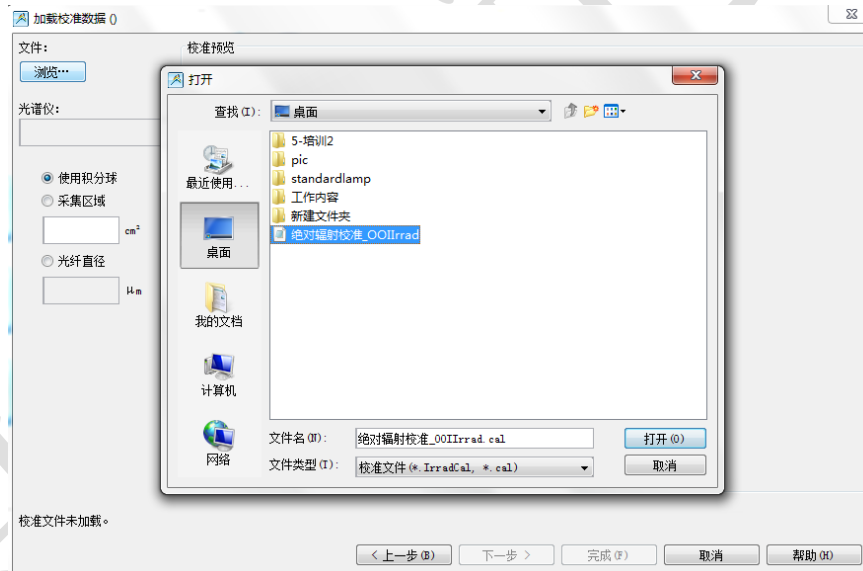 加载校准数据 ()
文件:
校准预览
浏览…
光谱仪:
使用积分球
采集区域
cm²
光纤直径
μm
打开
查找(I):
桌面
最近使用...
桌面
我的文档
计算机
网络
5-培训2
pic
standardlamp
工作内容
新建文件夹
绝对辐射校准_OOIIrrad
文件名(N):
绝对辐射校准_OOIIrrad.cal
打开(O)
文件类型(T):
校准文件(*.IrradCal, *.cal)
取消
校准文件未加载。
< 上一步(B)
下一步 >
完成(F)
取消
帮助(H)